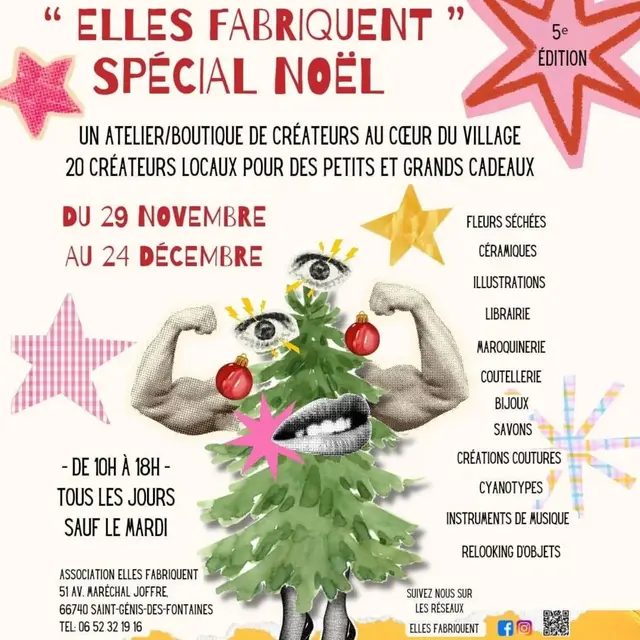 “ ELLES FABRIQUENT ”
SPÉCIAL NOËL
5e
ÉDITION
UN ATELIER/BOUTIQUE DE CRÉATEURS AU CŒUR DU VILLAGE
20 CRÉATEURS LOCAUX POUR DES PETITS ET GRANDS CADEAUX
DU 29 NOVEMBRE
AU 24 DÉCEMBRE
FLEURS SÉCHÉES
CÉRAMIQUES
ILLUSTRATIONS
LIBRAIRIE
MAROQUINERIE
COUTELLERIE
BIJOUX
SAVONS
CRÉATIONS COUTURES
CYANOTYPES
INSTRUMENTS DE MUSIQUE
RELOOKING D'OBJETS
- DE 10H À 18H -
TOUS LES JOURS
SAUF LE MARDI
ASSOCIATION ELLES FABRIQUENT
51 AV. MARÉCHAL JOFFRE,
66740 SAINT-GÉNIS-DES-FONTAINES
TEL: 06 52 32 19 16
SUIVEZ NOUS SUR
LES RÉSEAUX
ELLES FABRIQUENT